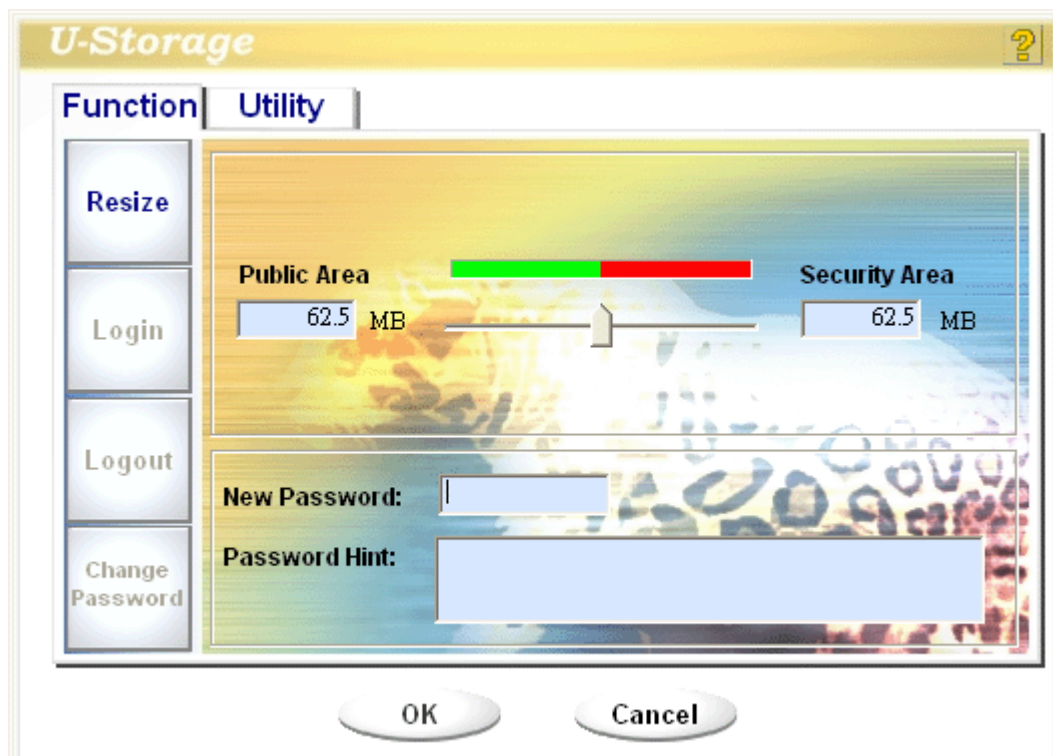 U-Storage
?
Function Utility
Resize
Login
Logout
Change
Password
Public Area
62.5 MB
Security Area
62.5 MB
New Password:
Password Hint:
OK Cancel